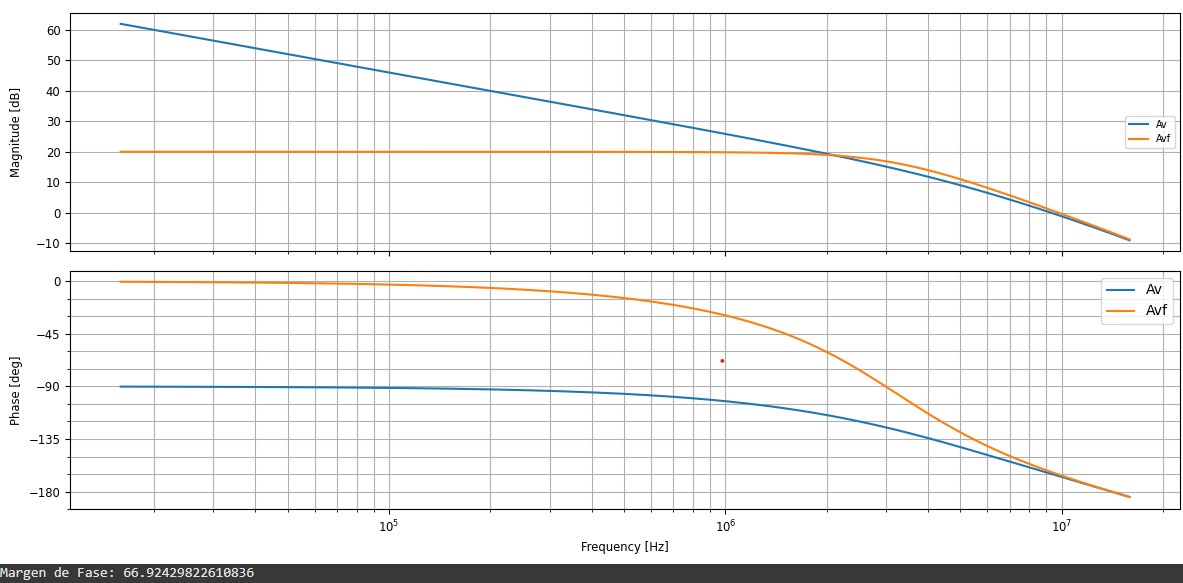 60
50
40
30
20
10
0
−10
Magnitude [dB]
Av
Avf
0
−45
−90
−135
−180
Phase [deg]
Av
Avf
10^5
10^6
10^7
Frequency [Hz]
Margen de Fase: 66.92429822610836